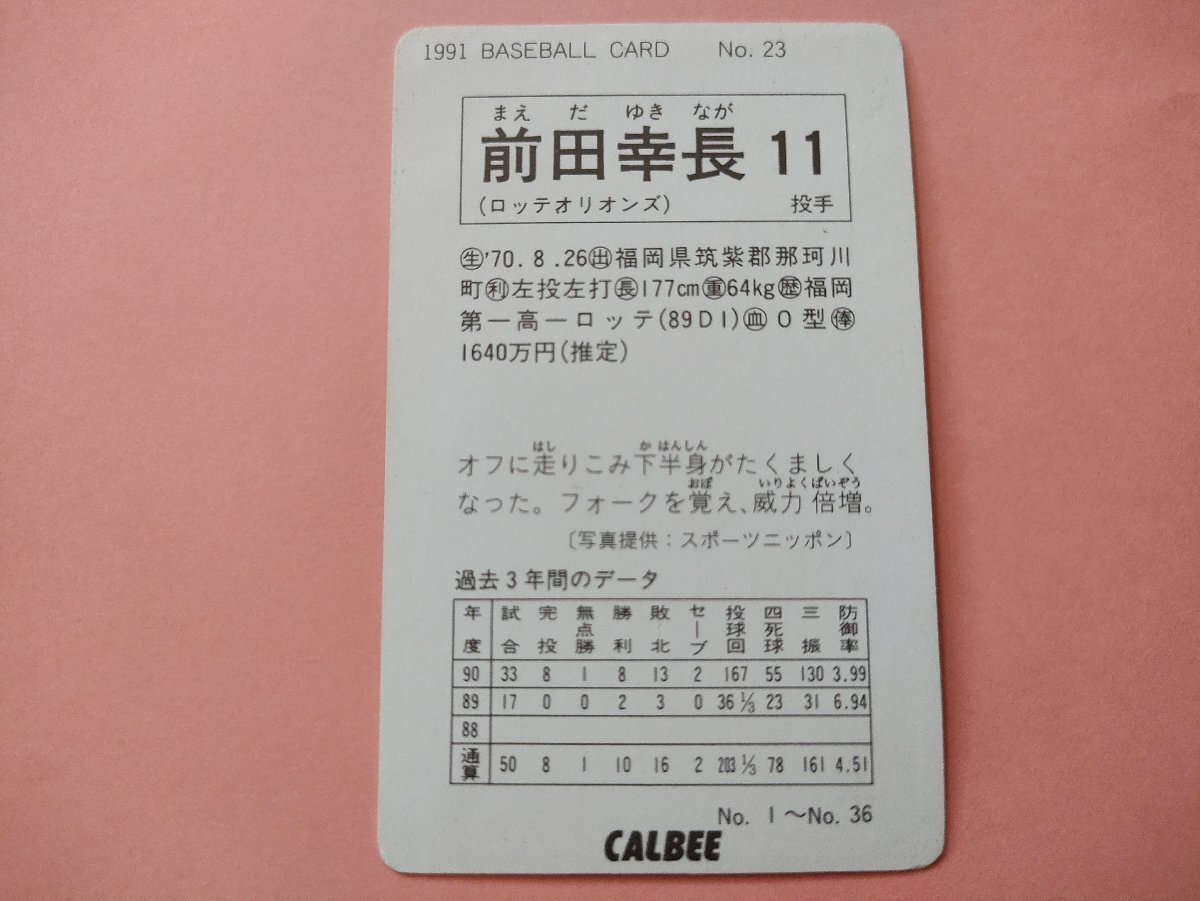 1991 BASEBALL CARD No. 23
まえ だ ゆき なが
前田幸長 11
(ロッテオリオンズ) 投手
㊤'70.8.26㊥福岡県筑紫郡那珂川
町㊑左投左打㊐177cm㊩64kg㊭福岡
第一高ーロッテ(89D1)㊊O型㊝
1640万円(推定)
はし か はんしん
オフに走りこみ下半身がたくましく
おぼ いりよくばいぞう
なった。フォークを覚え、威力倍増。
〔写真提供:スポーツニッポン〕
過去3年間のデータ
年度 試合 完投 無点勝 勝利 敗北 セーブ 投球回 四死球 三振 防御率
90 33 8 1 8 13 2 167 55 130 3.99
89 17 0 0 2 3 0 36⅓ 23 31 6.94
88
通算 50 8 1 10 16 2 203⅓ 78 161 4.51
No. 1〜No. 36
CALBEE